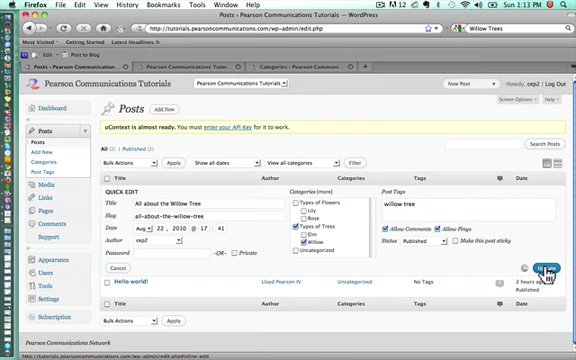 Firefox File Edit View History Bookmarks Tools Window Help
Sun 1:13 PM
Posts ‹ Pearson Communications Tutorials — WordPress
http://tutorials.pearsoncommunications.com/wp-admin/edit.php
Willow Trees
Most Visited Getting Started Latest Headlines
Edit Post to Blog
Posts ‹ Pearson Communication...
Pearson Communications Tutorials...
Categories ‹ Pearson Communi...
Pearson Communications Tutorials
Pearson Communications Tutorials
New Post
Howdy, cep2 | Log Out
Screen Options Help
Dashboard
Posts
Posts
Add New
Categories
Post Tags
Media
Links
Pages
Comments
Support
Appearance
Users
Tools
Settings
Subscription
Posts Add New
uContext is almost ready. You must enter your API Key for it to work.
Search Posts
All (2) | Published (2)
Bulk Actions Apply Show all dates View all categories Filter
Title Author Categories Tags Date
QUICK EDIT
Title All about the Willow Tree
Slug all-about-the-willow-tree
Date Aug 22, 2010 @ 17 : 41
Author cep2
Password –OR– Private
Categories [more]
Types of Flowers
Lily
Rose
Types of Trees
Elm
Willow
Uncategorized
Post Tags
willow tree
Allow Comments Allow Pings
Status Published Make this post sticky
Cancel
Update
Hello world! Lloyd Pearson IV Uncategorized No Tags 2 hours ago
Published
Title Author Categories Tags Date
Bulk Actions Apply
Pearson Communications Network
http://tutorials.pearsoncommunications.com/wp-admin/edit.php#inline-edit